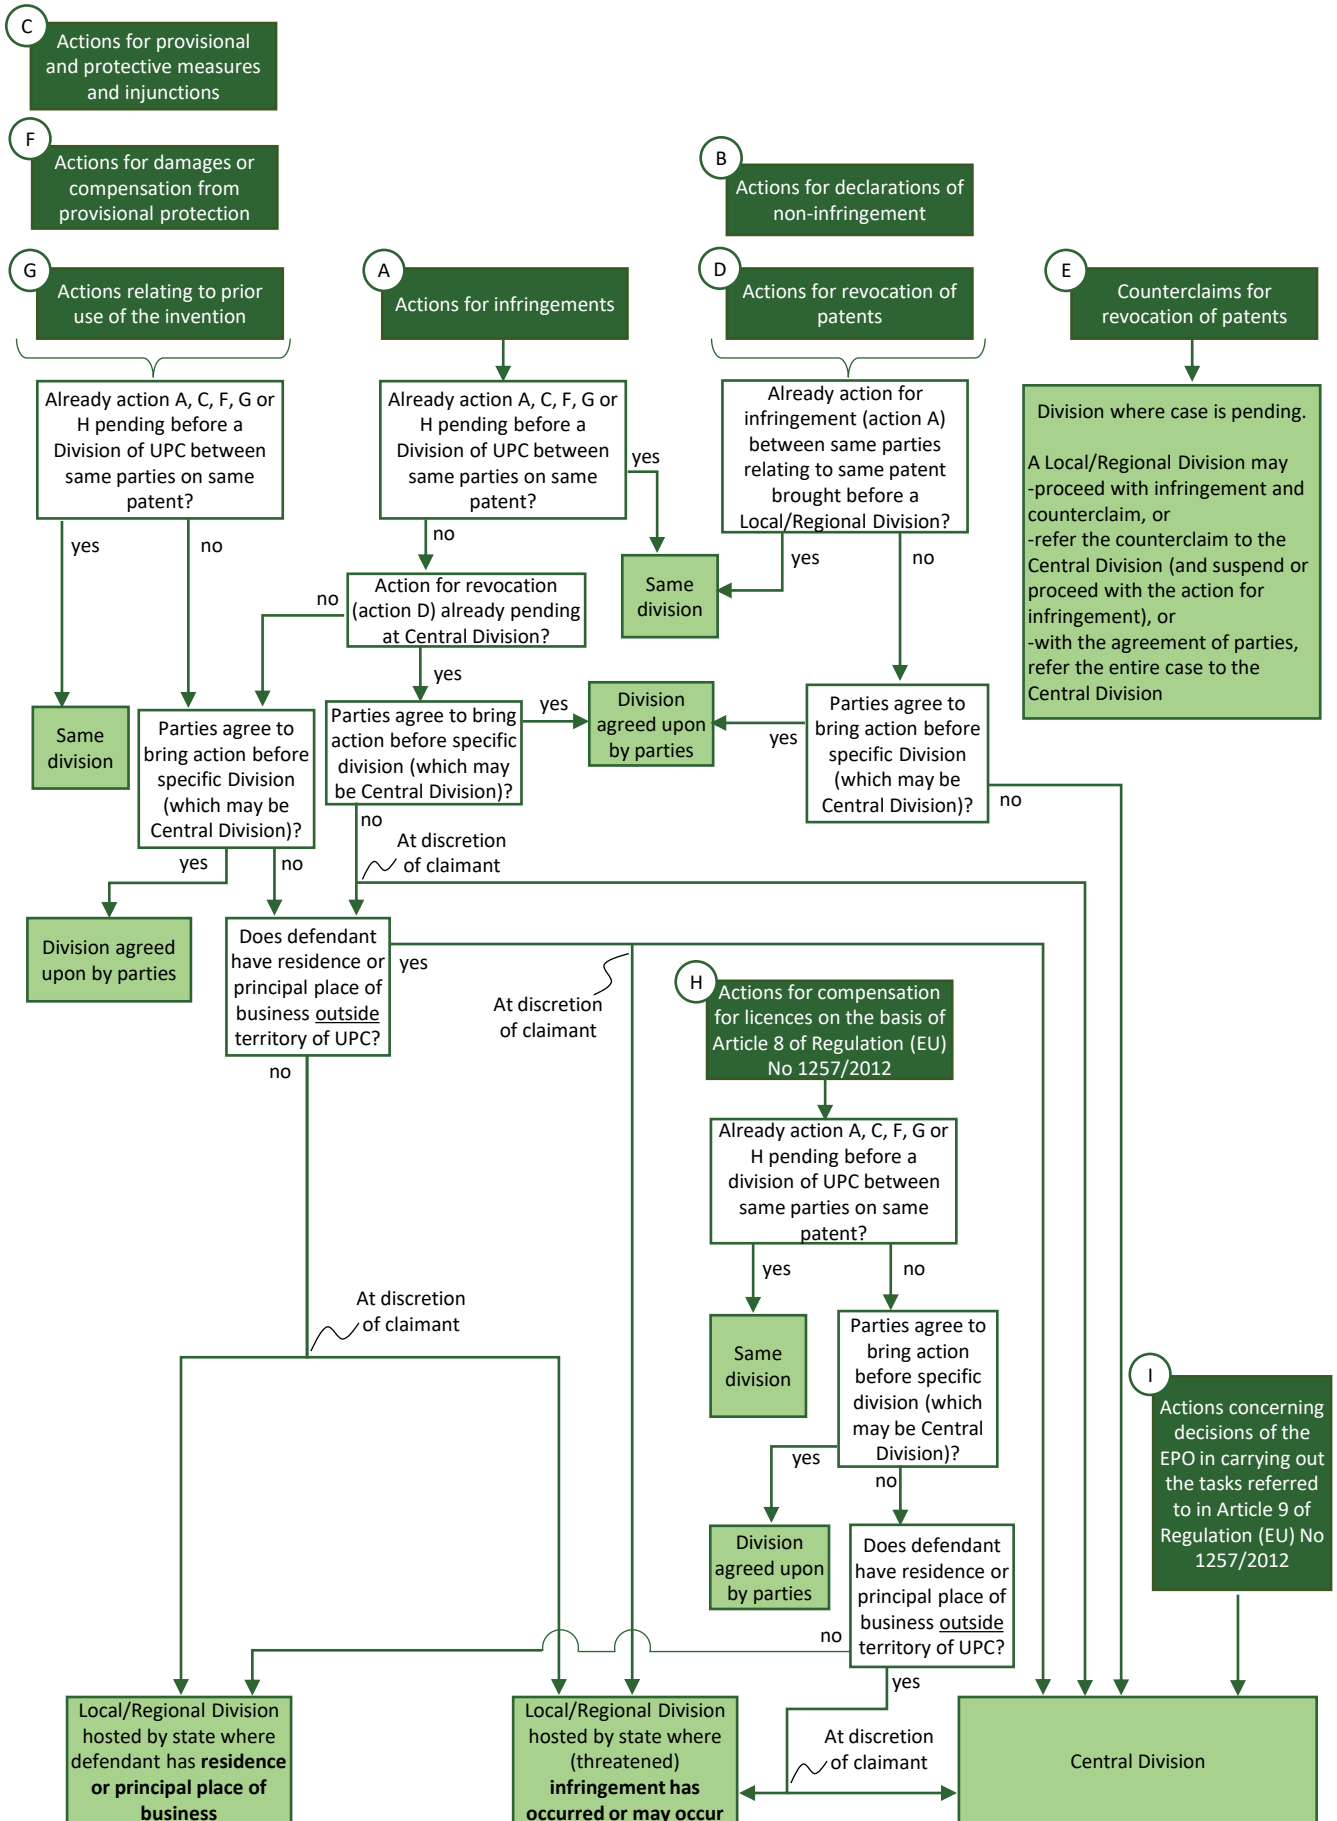 C
Actions for provisional
and protective measures
and injunctions
F
Actions for damages or
compensation from
provisional protection
B
Actions for declarations of
non-infringement
G
Actions relating to prior
use of the invention
A
Actions for infringements
D
Actions for revocation of
patents
E
Counterclaims for
revocation of patents
Already action A, C, F, G or
H pending before a
Division of UPC between
same parties on same
patent?
yes
no
Already action A, C, F, G or
H pending before a
Division of UPC between
same parties on same
patent?
yes
no
Already action for
infringement (action A)
between same parties
relating to same patent
brought before a
Local/Regional Division?
yes
no
Division where case is pending.
A Local/Regional Division may
-proceed with infringement and
counterclaim, or
-refer the counterclaim to the
Central Division (and suspend or
proceed with the action for
infringement), or
-with the agreement of parties,
refer the entire case to the
Central Division
Same
division
Action for revocation
(action D) already pending
at Central Division?
no
yes
Same
division
Parties agree to
bring action before
specific Division
(which may be
Central Division)?
yes
no
Parties agree to bring
action before specific
division (which may
be Central Division)?
yes
no
Division
agreed upon
by parties
Parties agree to
bring action before
specific Division
(which may be
Central Division)?
yes
no
At discretion
of claimant
Division agreed
upon by parties
Does defendant
have residence or
principal place of
business outside
territory of UPC?
yes
no
At discretion
of claimant
H
Actions for compensation
for licences on the basis of
Article 8 of Regulation (EU)
No 1257/2012
Already action A, C, F, G or
H pending before a
division of UPC between
same parties on same
patent?
yes
no
At discretion
of claimant
Same
division
Parties agree to
bring action
before specific
division (which
may be Central
Division)?
yes
no
I
Actions concerning
decisions of the
EPO in carrying out
the tasks referred
to in Article 9 of
Regulation (EU) No
1257/2012
Division
agreed upon
by parties
Does defendant
have residence or
principal place of
business outside
territory of UPC?
no
yes
Local/Regional Division
hosted by state where
defendant has residence
or principal place of
business
Local/Regional Division
hosted by state where
(threatened)
infringement has
occurred or may occur
At discretion
of claimant
Central Division